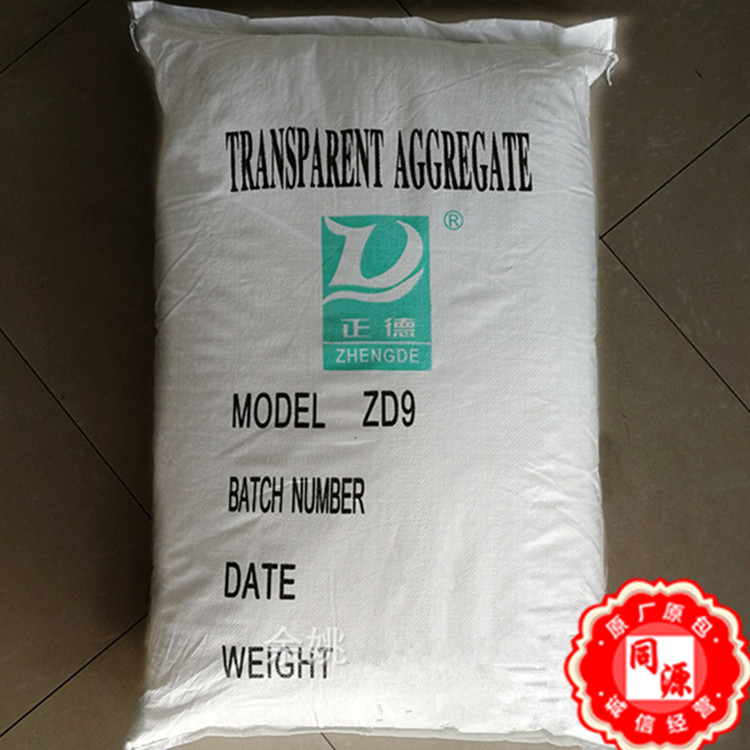 TRANSPARENT AGGREGATE
®
正德
ZHENGDE
MODEL ZD9
BATCH NUMBER
DATE
余姚
WEIGHT
原厂原包
同源
诚信经营